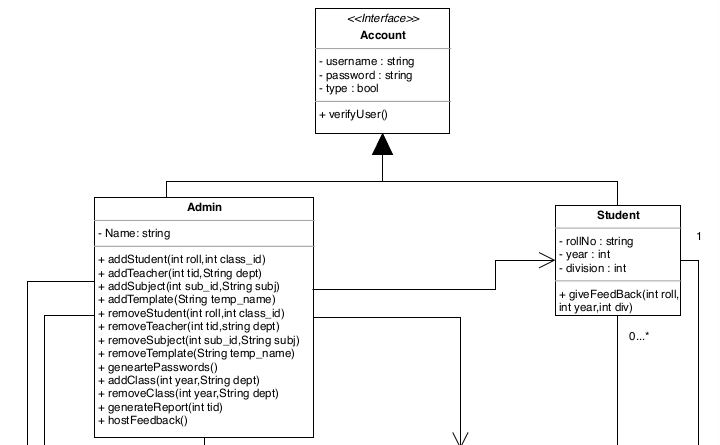 <<Interface>>
Account
- username : string
- password : string
- type : bool
+ verifyUser()
Admin
- Name: string
+ addStudent(int roll,int class_id)
+ addTeacher(int tid,String dept)
+ addSubject(int sub_id,String subj)
+ addTemplate(String temp_name)
+ removeStudent(int roll,int class_id)
+ removeTeacher(int tid,string dept)
+ removeSubject(int sub_id,String subj)
+ removeTemplate(String temp_name)
+ geneartePasswords()
+ addClass(int year,String dept)
+ removeClass(int year,String dept)
+ generateReport(int tid)
+ hostFeedback()
Student
- rollNo : string
- year : int
- division : int
+ giveFeedBack(int roll,
int year,int div)
1
0...*